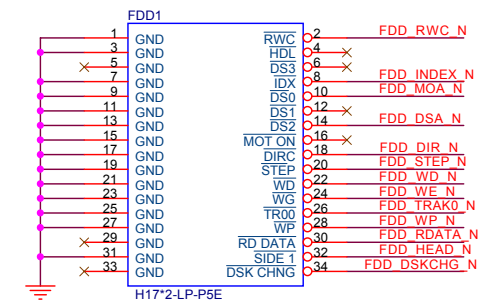 FDD1
1 GND RWC 2 FDD_RWC_N
3 GND HDL 4
5 GND DS3 6
7 GND IDX 8 FDD_INDEX_N
9 GND DS0 10 FDD_MOA_N
11 GND DS1 12
13 GND DS2 14 FDD_DSA_N
15 GND MOT ON 16
17 GND DIRC 18 FDD_DIR_N
19 GND STEP 20 FDD_STEP_N
21 GND WD 22 FDD_WD_N
23 GND WG 24 FDD_WE_N
25 GND TR00 26 FDD_TRAK0_N
27 GND WP 28 FDD_WP_N
29 GND RD DATA 30 FDD_RDATA_N
31 GND SIDE 1 32 FDD_HEAD_N
33 GND DSK CHNG 34 FDD_DSKCHG_N
H17*2-LP-P5E